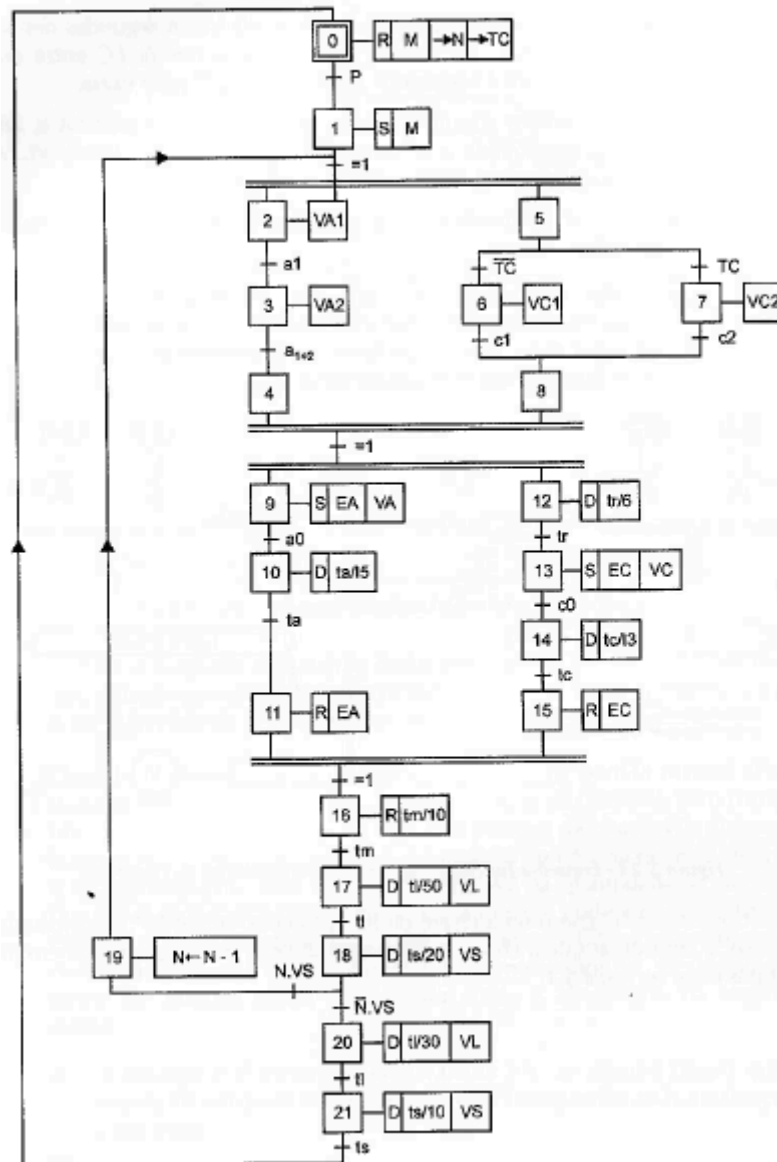 0 R M →N →TC
P
1 S M
=1
2 VA1 5
a1 T̅C̅ TC
3 VA2 6 VC1 7 VC2
a1+2 c1 c2
4 8
=1
9 S EA VA 12 D tr/6
a0 tr
10 D ta/15 13 S EC VC
c0
ta 14 D tc/13
tc
11 R EA 15 R EC
=1
16 R tm/10
tm
17 D tl/50 VL
tl
19 N← N - 1 18 D ts/20 VS
N.VS
N̅.VS
20 D tl/30 VL
tl
21 D ts/10 VS
ts